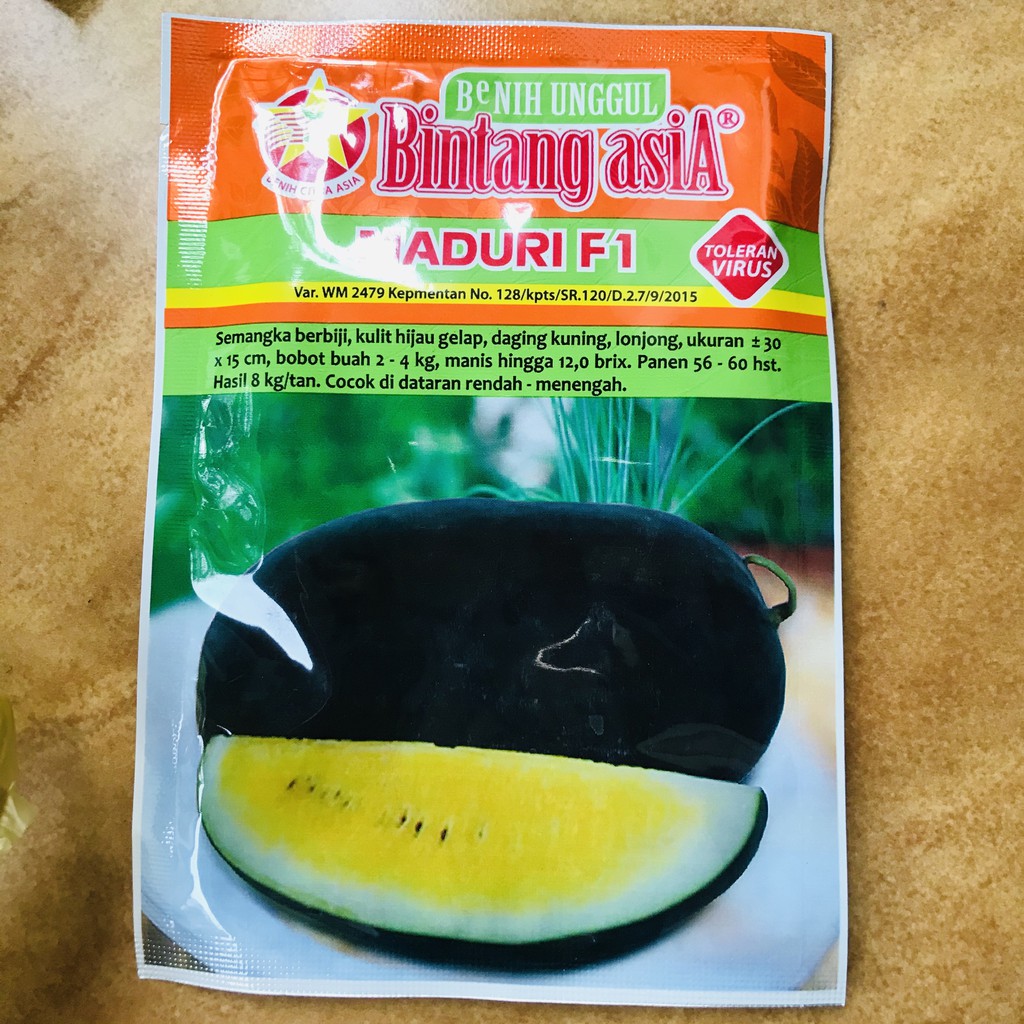 BeNIH UNGGUL
Bintang asiA®
BENIH CITRA ASIA
MADURI F1
TOLERAN
VIRUS
Var. WM 2479 Kepmentan No. 128/kpts/SR.120/D.2.7/9/2015
Semangka berbiji, kulit hijau gelap, daging kuning, lonjong, ukuran ± 30
x 15 cm, bobot buah 2 - 4 kg, manis hingga 12,0 brix. Panen 56 - 60 hst.
Hasil 8 kg/tan. Cocok di dataran rendah - menengah.